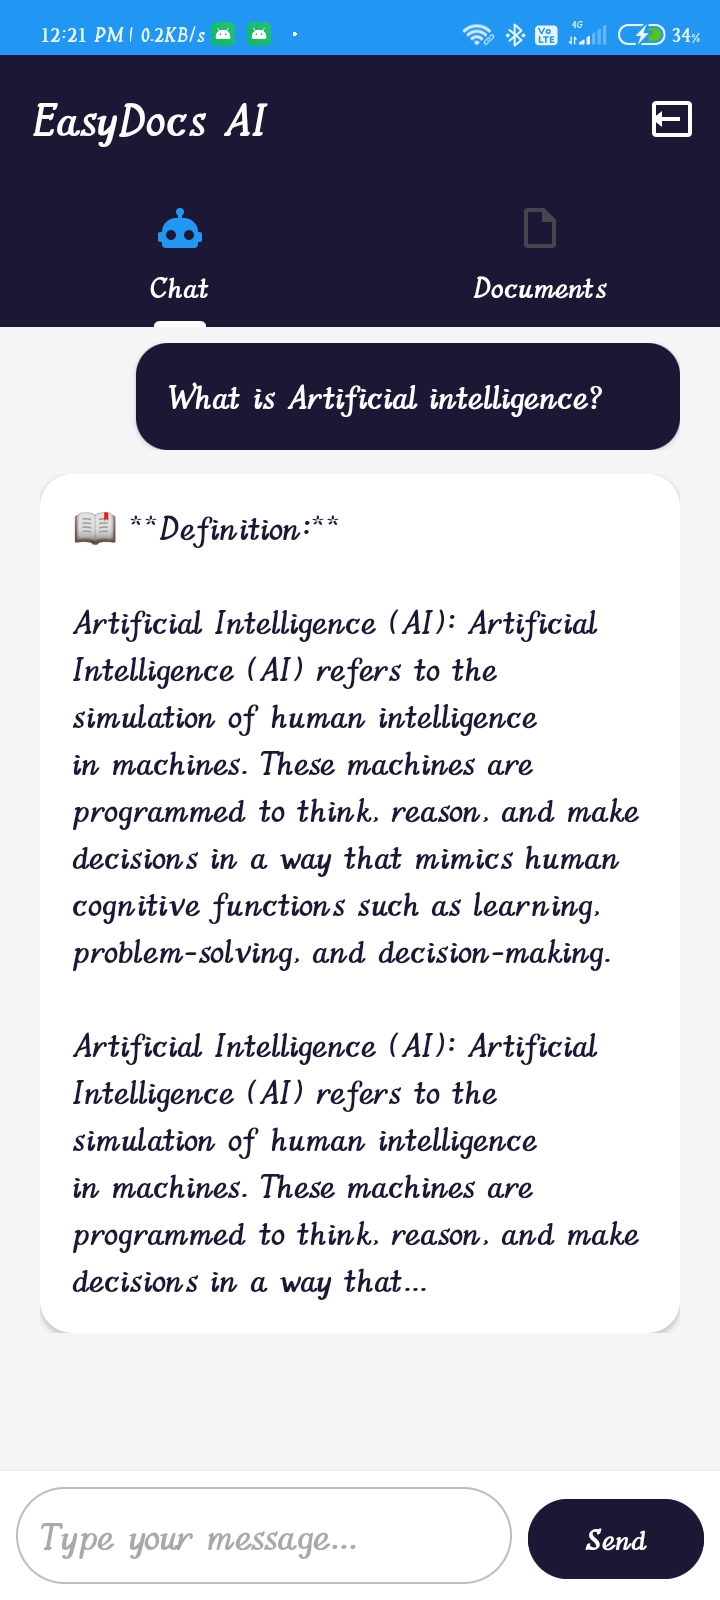 12:21 PM | 0.2KB/s
4G
Vo
LTE
34%
EasyDocs AI
Chat
Documents
What is Artificial intelligence?
📖 **Definition:**
Artificial Intelligence (AI): Artificial
Intelligence (AI) refers to the
simulation of human intelligence
in machines. These machines are
programmed to think, reason, and make
decisions in a way that mimics human
cognitive functions such as learning,
problem-solving, and decision-making.
Artificial Intelligence (AI): Artificial
Intelligence (AI) refers to the
simulation of human intelligence
in machines. These machines are
programmed to think, reason, and make
decisions in a way that...
Type your message...
Send